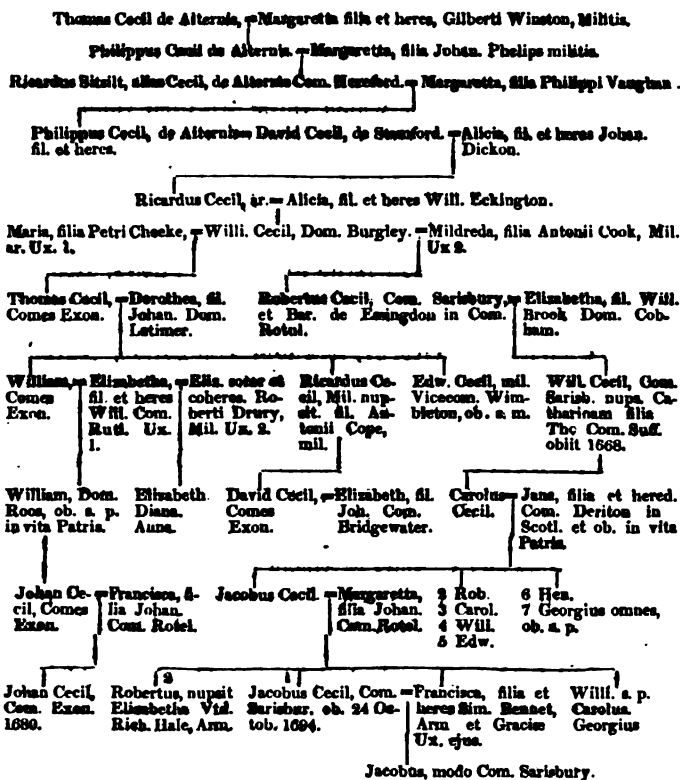 Thomas Cecil de Alternia, = Margaretta filia et heres, Gilberti Winston, Militis.
Philippus Cecil de Alternia. = Margaretta, filia Johan. Phelips militis.
Ricardus Sitzilt, alias Cecil, de Alternia Com. Hereford. = Margaretta, filia Philippi Vaughan.
Philippus Cecil, de Alternia David Cecil, de Stamford. = Alicia, fil. et heres Johan.
fil. et heres. Dickon.
Ricardus Cecil, ar. = Alicia, fil. et heres Will. Eckington.
Maria, filia Petri Cheeke, = Willi. Cecil, Dom. Burgley. = Mildreda, filia Antonii Cook, Mil.
ar. Ux. 1. Ux 2.
Thomas Cecil, = Dorothea, fil. Robertus Cecil, Com. Sarisbury, = Elizabetha, fil. Will.
Comes Exon. Johan. Dom. et Bar. de Essingdon in Com. Brook Dom. Cob-
Latimer. Rotol. ham.
William, = Elizabetha, = Eliz. soror et Ricardus Ce- Edw. Cecil, mil. Will. Cecil, Com.
Comes fil. et heres coheres. Ro- cil, Mil. nup- Vicecom. Wim- Sarisb. nups. Ca-
Exon. Will. Com. berti Drury, sit. fil. An- bleton, ob. s. m. tharinam filia
Rutl. Ux. Mil. Ux. 2. tonii Cope, Tho Com. Suff.
1. mil. obiit 1668.
William, Dom. Elizabeth David Cecil, = Elizabeth, fil. Carolus = Jana, filia et hered.
Roos, ob. s. p. Diana. Comes Joh. Com. Cecil. Com. Deriton in
in vita Patria. Anna. Exon. Bridgewater. Scotl. et ob. in vita
Patria.
Johan Ce- = Francisca, fi- Jacobus Cecil. = Margaretta, 2 Rob. 6 Hen.
cil, Comes lia Johan. filia Johan. 3 Carol. 7 Georgius omnes,
Exon. Com. Rotel. Com. Rotel. 4 Will. ob. s. p.
5 Edw.
2 1
Johan Cecil, Robertus, nupsit Jacobus Cecil, Com. = Francisca, filia et Willi. s. p.
Com. Exon. Elizabetha Vid. Sarisbur. ob. 24 Oc- heres Sim. Bennet, Carolus.
1680. Rich. Hale, Arm. tob. 1694. Arm et Graciæ Georgius
Ux. ejus.
Jacobus, modo Com. Sarisbury.